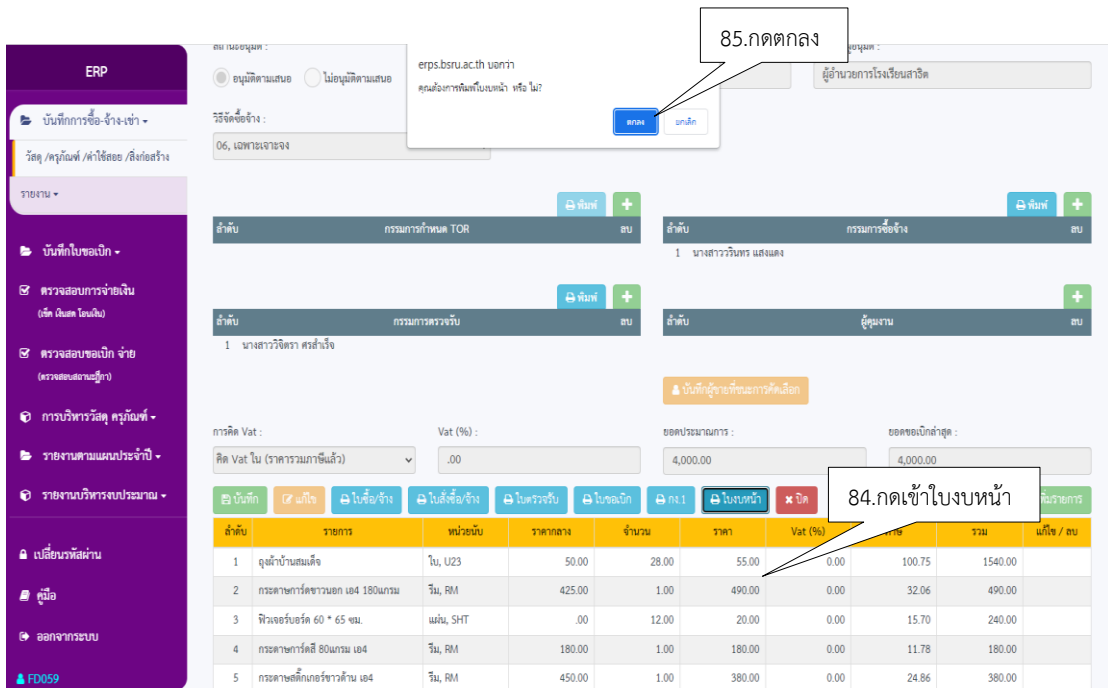 85.กดตกลง
ERP
erps.bsru.ac.th บอกว่า
คุณต้องการพิมพ์ใบงบหน้า หรือ ไม่?
ตกลง
ยกเลิก
สถานะอนุมัติ :
อนุมัติตามเสนอ
ไม่อนุมัติตามเสนอ
ผู้อำนวยการโรงเรียนสาธิต
วิธีจัดซื้อจ้าง :
06, เฉพาะเจาะจง
บันทึกการซื้อ-จ้าง-เช่า
วัสดุ /ครุภัณฑ์ /ค่าใช้สอย /สิ่งก่อสร้าง
รายงาน
บันทึกใบขอเบิก
ตรวจสอบการจ่ายเงิน
(เช็ค เงินสด โอนเงิน)
ตรวจสอบขอเบิก จ่าย
(ตรวจสอบสถานะฎีกา)
การบริหารวัสดุ ครุภัณฑ์
รายงานตามแผนประจำปี
รายงานบริหารงบประมาณ
เปลี่ยนรหัสผ่าน
คู่มือ
ออกจากระบบ
FD059
พิมพ์ +
ลำดับ กรรมการกำหนด TOR ลบ
พิมพ์ +
ลำดับ กรรมการซื้อจ้าง ลบ
1 นางสาววรินทร แสงแดง
พิมพ์ +
ลำดับ กรรมการตรวจรับ ลบ
1 นางสาววิจิตรา ศรสำเร็จ
+
ลำดับ ผู้คุมงาน ลบ
บันทึกผู้ขายที่ชนะการคัดเลือก
การคิด Vat : Vat (%) : ยอดประมาณการ : ยอดขอเบิกล่าสุด :
คิด Vat ใน (ราคารวมภาษีแล้ว) .00 4,000.00 4,000.00
บันทึก แก้ไข ใบซื้อ/จ้าง ใบสั่งซื้อ/จ้าง ใบตรวจรับ ใบขอเบิก กง.1 ใบงบหน้า ปิด
84.กดเข้าใบงบหน้า
ลำดับ รายการ หน่วยนับ ราคากลาง จำนวน ราคา Vat (%) รวม แก้ไข / ลบ
1 ถุงผ้าบ้านสมเด็จ ใบ, U23 50.00 28.00 55.00 0.00 100.75 1540.00
2 กระดาษการ์ดขาวนอก เอ4 180แกรม รีม, RM 425.00 1.00 490.00 0.00 32.06 490.00
3 ฟิวเจอร์บอร์ด 60 * 65 ซม. แผ่น, SHT .00 12.00 20.00 0.00 15.70 240.00
4 กระดาษการ์ดสี 80แกรม เอ4 รีม, RM 180.00 1.00 180.00 0.00 11.78 180.00
5 กระดาษสติ๊กเกอร์ขาวด้าน เอ4 รีม, RM 450.00 1.00 380.00 0.00 24.86 380.00